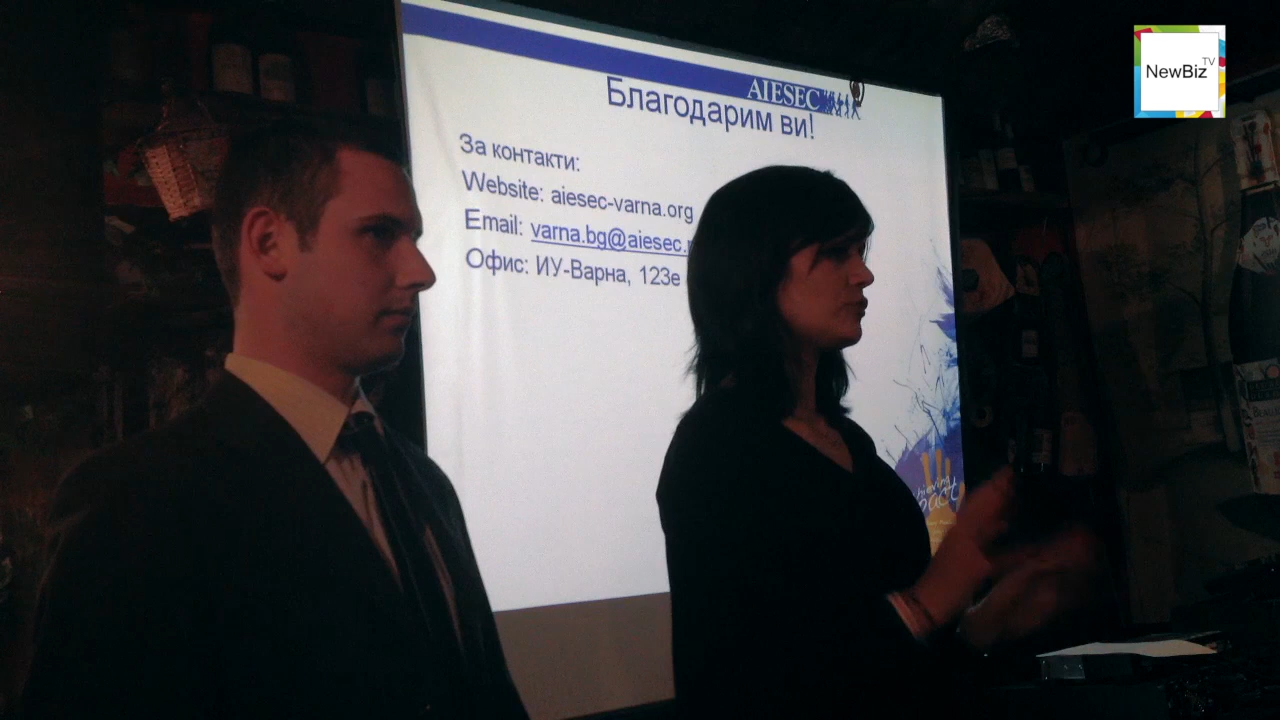 NewBiz TV
AIESEC
Благодарим ви!
За контакти:
Website: aiesec-varna.org
Email: varna.bg@aiesec.
Офис: ИУ-Варна, 123е